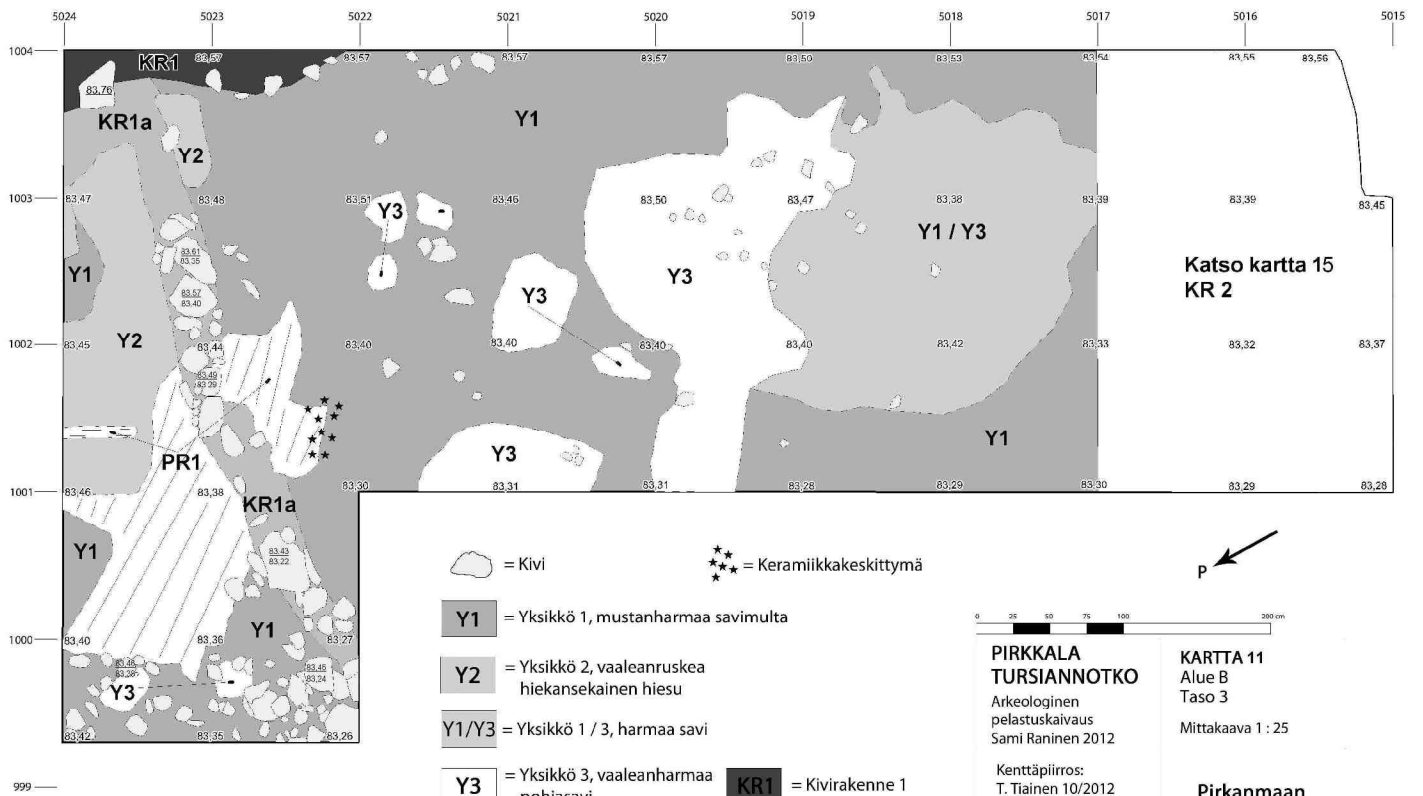 5024 5023 5022 5021 5020 5019 5018 5017 5016 5015
1004
KR1 83,57 83,57 83,57 83,57 83,50 83,53 83,54 83,55 83,56
83,76
KR1a Y1
Y2
1003
83,47 83,48 83,51 83,46 83,50 83,47 83,38 83,39 83,39 83,45
Y3
Y1 / Y3
83,61
83,35
Y1 Y3 Y3
Katso kartta 15
KR 2
83,57
83,40
1002
Y2
83,45 83,44 83,40 83,40 83,40 83,40 83,42 83,33 83,32 83,37
83,49
83,29
Y1
PR1 Y3
1001
83,46 83,38 83,30 83,31 83,31 83,28 83,29 83,30 83,29 83,28
KR1a
Y1
83,43
83,22
= Kivi
= Keramiikkakeskittymä
P
Y1 = Yksikkö 1, mustanharmaa savimulta
0 25 50 75 100 200 cm
1000
83,40 83,36 Y1 83,27
83,46
83,24
Y3
Y2 = Yksikkö 2, vaaleanruskea
hiekansekainen hiesu
83,42 83,35 83,26
Y1/Y3 = Yksikkö 1 / 3, harmaa savi
999
Y3 = Yksikkö 3, vaaleanharmaa
pohjasavi
KR1 = Kivirakenne 1
PIRKKALA
TURSIANNOTKO
Arkeologinen
pelastuskaivaus
Sami Raninen 2012
Kenttäpiirros:
T. Tiainen 10/2012
KARTTA 11
Alue B
Taso 3
Mittakaava 1 : 25
Pirkanmaan